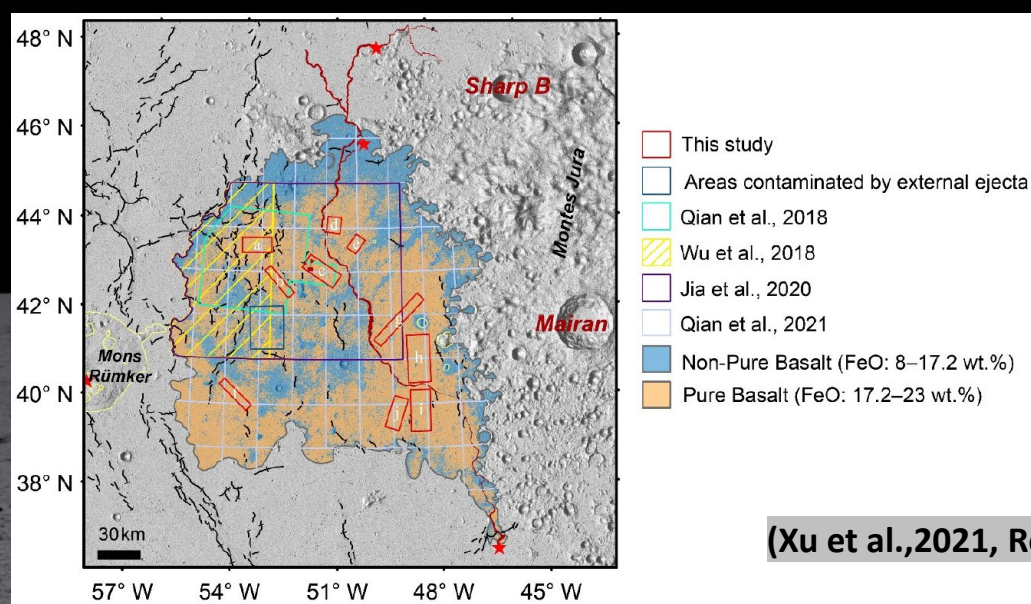 48° N
46° N
44° N
42° N
40° N
38° N
57° W
54° W
51° W
48° W
45° W
Sharp B
Montes Jura
Mairan
Mons
Rümker
a
d
h
i
j
30km
This study
Areas contaminated by external ejecta
Qian et al., 2018
Wu et al., 2018
Jia et al., 2020
Qian et al., 2021
Non-Pure Basalt (FeO: 8–17.2 wt.%)
Pure Basalt (FeO: 17.2–23 wt.%)
(Xu et al.,2021, R